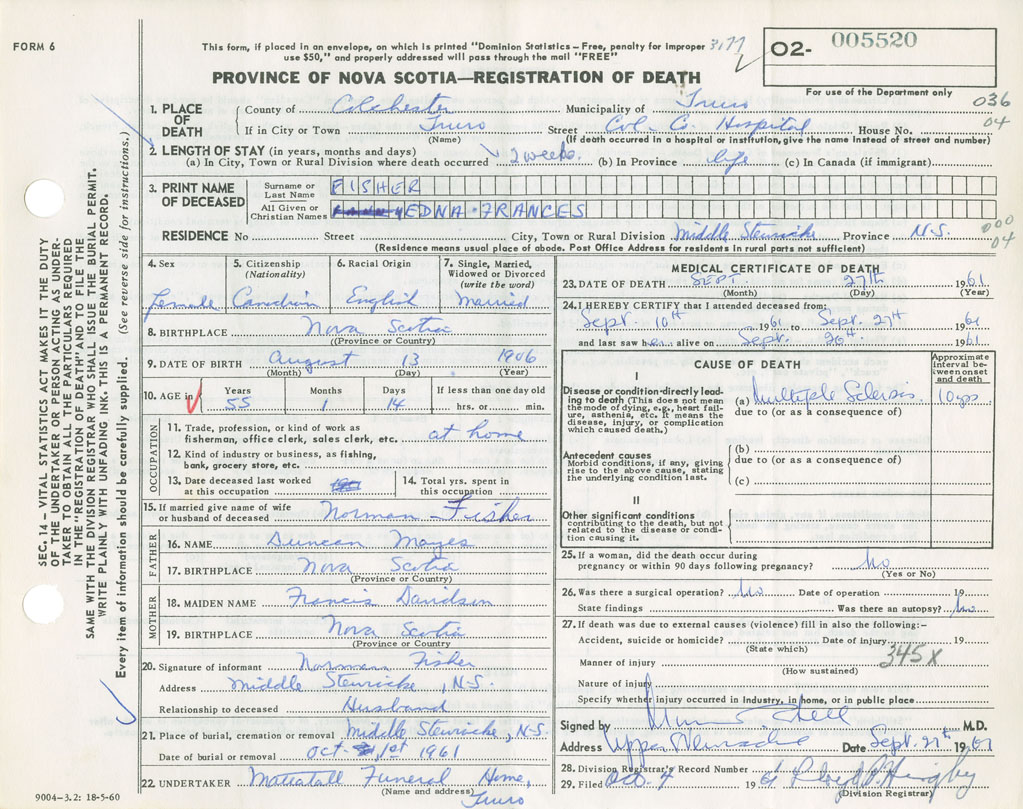 FORM 6
This form, if placed in an envelope, on which is printed "Dominion Statistics – Free, penalty for improper
use $50," and properly addressed will pass through the mail "FREE"
3,77
02- 005520
For use of the Department only
PROVINCE OF NOVA SCOTIA—REGISTRATION OF DEATH
036
04
1. PLACE OF DEATH
County of Colchester Municipality of Truro
If in City or Town Truro Street Col. Co. Hospital House No.
(Name) (If death occurred in a hospital or institution, give the name instead of street and number)
2. LENGTH OF STAY (in years, months and days)
(a) In City, Town or Rural Division where death occurred 2 weeks. (b) In Province life (c) In Canada (if immigrant)
3. PRINT NAME OF DECEASED
Surname or Last Name FISHER
All Given or Christian Names EDNA FRANCES
000
04
RESIDENCE No. Street City, Town or Rural Division Middle Stewiacke Province N.S.
(Residence means usual place of abode. Post Office Address for residents in rural parts not sufficient)
4. Sex Female
5. Citizenship (Nationality) Canadian
6. Racial Origin English
7. Single, Married, Widowed or Divorced (write the word) Married
8. BIRTHPLACE Nova Scotia
(Province or Country)
9. DATE OF BIRTH August 13 1906
(Month) (Day) (Year)
10. AGE in Years 55 Months 1 Days 14 If less than one day old
hrs. or min.
OCCUPATION
11. Trade, profession, or kind of work as
fisherman, office clerk, sales clerk, etc. at home
12. Kind of industry or business, as fishing,
bank, grocery store, etc.
13. Date deceased last worked
at this occupation
14. Total yrs. spent in
this occupation
15. If married give name of wife
or husband of deceased Norman Fisher
FATHER
16. NAME Duncan
17. BIRTHPLACE Nova Scotia
(Province or Country)
MOTHER
18. MAIDEN NAME Francis Davidson
19. BIRTHPLACE Nova Scotia
(Province or Country)
20. Signature of informant Norman Fisher
Address Middle Stewiacke, N.S.
Relationship to deceased Husband
21. Place of burial, cremation or removal Middle Stewiacke, N.S.
Date of burial or removal Oct. 1st 1961
22. UNDERTAKER Mattatall Funeral Home,
(Name and address) Truro
9004-3.2: 18-5-60
MEDICAL CERTIFICATE OF DEATH
23. DATE OF DEATH SEPT. 27th 1961
(Month) (Day) (Year)
24. I HEREBY CERTIFY that I attended deceased from:
Sept. 10th 1961 to Sept. 27th 1961
and last saw her alive on Sept. 26th 1961
CAUSE OF DEATH
Approximate interval between onset and death
I
Disease or condition directly leading to death (This does not mean the mode of dying, e.g., heart failure, asthenia, etc. It means the disease, injury, or complication which caused death.)
(a) Multiple Sclerosis 10 yrs.
due to (or as a consequence of)
Antecedent causes
Morbid conditions, if any, giving rise to the above cause, stating the underlying condition last.
(b)
due to (or as a consequence of)
(c)
II
Other significant conditions
contributing to the death, but not related to the disease or condition causing it.
25. If a woman, did the death occur during
pregnancy or within 90 days following pregnancy? No
(Yes or No)
26. Was there a surgical operation? No Date of operation 19
State findings Was there an autopsy? No
27. If death was due to external causes (violence) fill in also the following:–
Accident, suicide or homicide? Date of injury 19
(State which)
345X
Manner of injury
(How sustained)
Nature of injury
Specify whether injury occurred in industry, in home, or in public place
Signed by M.D.
Address Upper Date Sept. 27th 1961
28. Division Registrar's Record Number
29. Filed Oct. 4 1961
(Division Registrar)
SEC. 14 – VITAL STATISTICS ACT MAKES IT THE DUTY
OF THE UNDERTAKER OR PERSON ACTING AS UNDER-
TAKER TO OBTAIN ALL THE PARTICULARS REQUIRED
IN THE "REGISTRATION OF DEATH" AND TO FILE THE
SAME WITH THE DIVISION REGISTRAR WHO SHALL ISSUE THE BURIAL PERMIT.
WRITE PLAINLY WITH UNFADING INK. THIS IS A PERMANENT RECORD.
Every item of information should be carefully supplied. (See reverse side for instructions.)